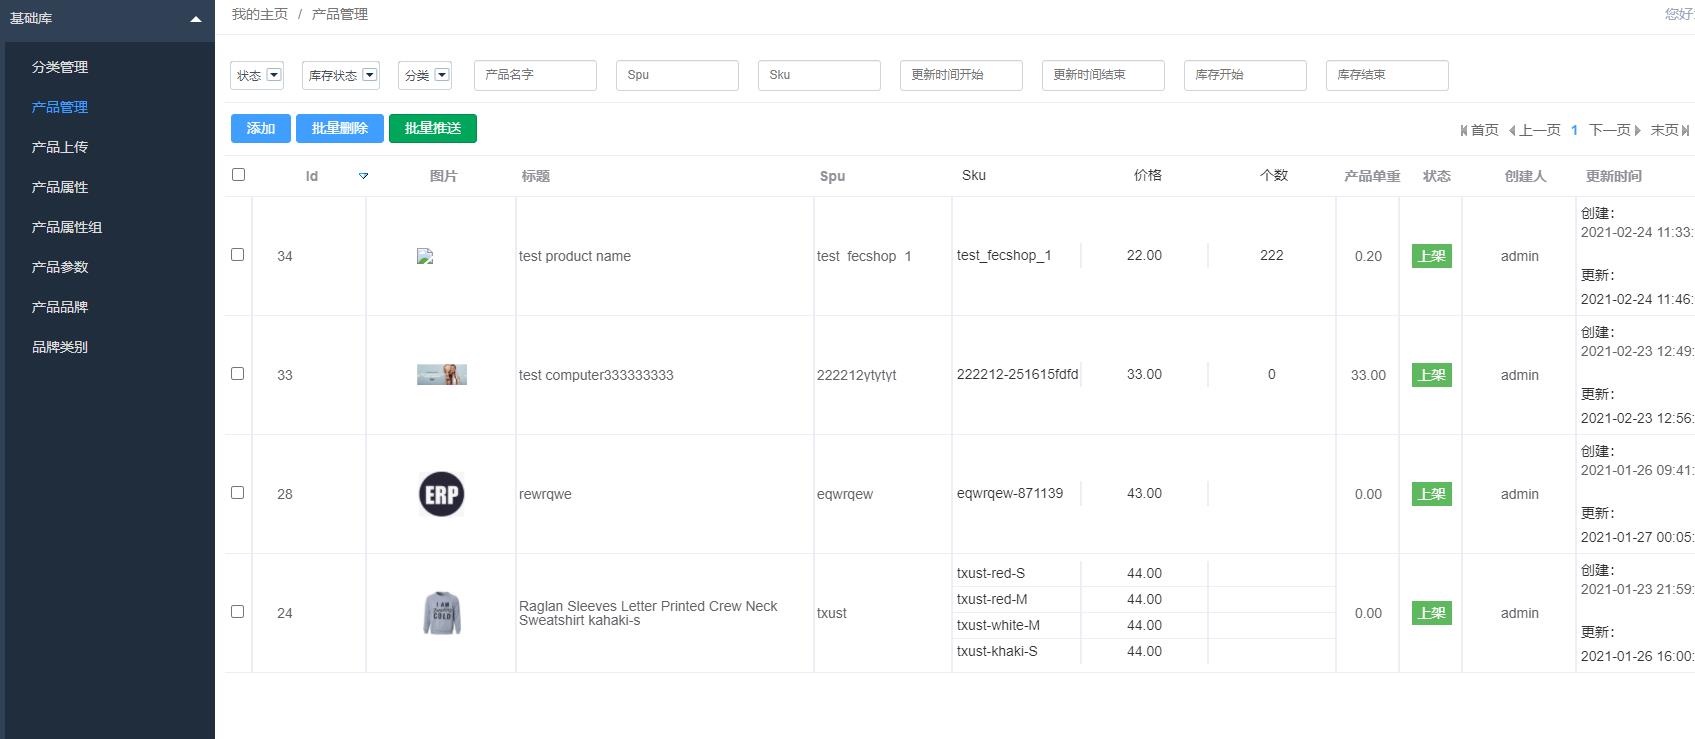 基础库
我的主页 / 产品管理
您好
分类管理
产品管理
产品上传
产品属性
产品属性组
产品参数
产品品牌
品牌类别
状态 库存状态 分类 产品名字 Spu Sku 更新时间开始 更新时间结束 库存开始 库存结束
添加 批量删除 批量推送
首页 上一页 1 下一页 末页
Id 图片 标题 Spu Sku 价格 个数 产品单重 状态 创建人 更新时间
34 test product name test_fecshop_1 test_fecshop_1 22.00 222 0.20 上架 admin
创建:
2021-02-24 11:33:
更新:
2021-02-24 11:46:
33 test computer333333333 222212ytytyt 222212-251615fdfd 33.00 0 33.00 上架 admin
创建:
2021-02-23 12:49:
更新:
2021-02-23 12:56:
28 ERP rewrqwe eqwrqew eqwrqew-871139 43.00 0.00 上架 admin
创建:
2021-01-26 09:41:
更新:
2021-01-27 00:05:
24 Raglan Sleeves Letter Printed Crew Neck
Sweatshirt kahaki-s
I AM
COLD
txust
txust-red-S 44.00
txust-red-M 44.00
txust-white-M 44.00
txust-khaki-S 44.00
0.00 上架 admin
创建:
2021-01-23 21:59:
更新:
2021-01-26 16:00: